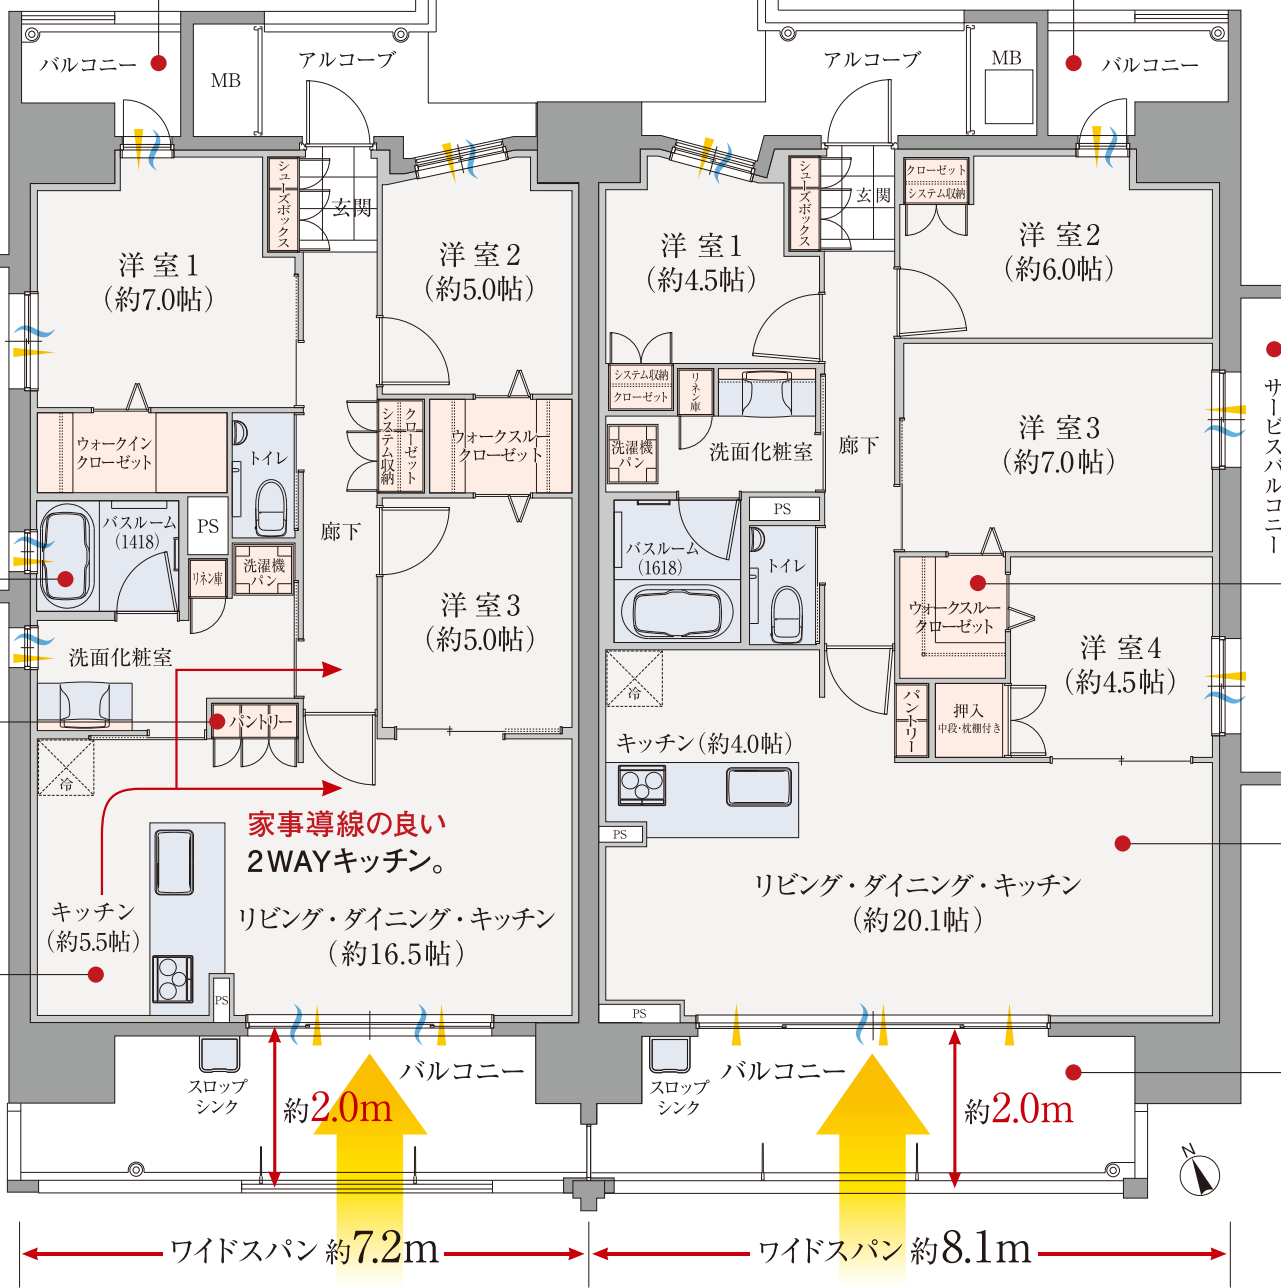 バルコニー
MB
アルコーブ
アルコーブ
MB
バルコニー
シューズボックス
玄関
洋室1
(約7.0帖)
洋室2
(約5.0帖)
ウォークイン
クローゼット
トイレ
システム収納
クローゼット
ウォークスルー
クローゼット
バスルーム
(1418)
PS
リネン庫
洗濯機
パン
廊下
洗面化粧室
洋室3
(約5.0帖)
パントリー
冷
家事導線の良い
2WAYキッチン。
キッチン
(約5.5帖)
リビング・ダイニング・キッチン
(約16.5帖)
PS
スロップ
シンク
バルコニー
約2.0m
ワイドスパン 約7.2m
洋室1
(約4.5帖)
シューズボックス
玄関
クローゼット
システム収納
洋室2
(約6.0帖)
システム収納
クローゼット
リネン庫
洗濯機
パン
洗面化粧室
廊下
洋室3
(約7.0帖)
サービスバルコニー
PS
バスルーム
(1618)
トイレ
ウォークスルー
クローゼット
洋室4
(約4.5帖)
冷
パントリー
押入
中段・枕棚付き
キッチン(約4.0帖)
PS
リビング・ダイニング・キッチン
(約20.1帖)
PS
スロップ
シンク
バルコニー
約2.0m
N
ワイドスパン 約8.1m